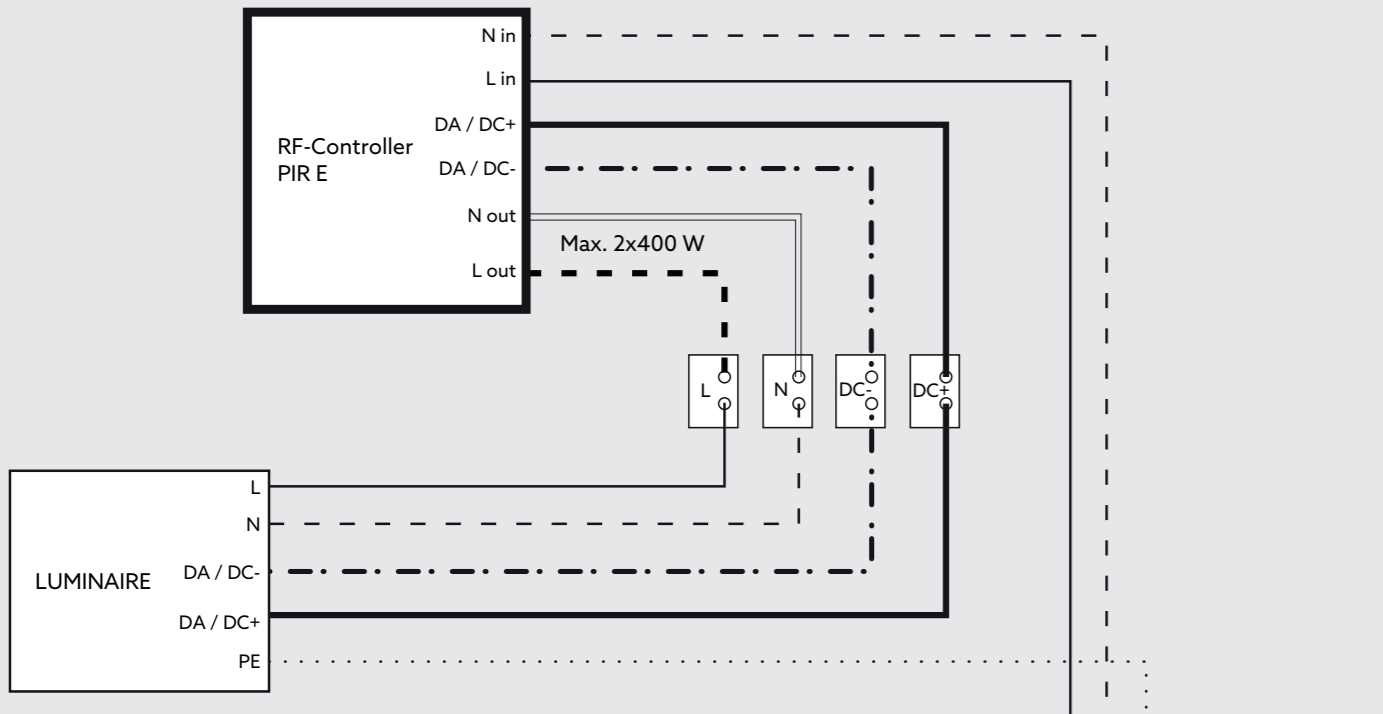 N in
L in
DA / DC+
RF-Controller
PIR E
DA / DC-
N out
Max. 2x400 W
L out
L
N
DC-
DC+
L
N
LUMINAIRE
DA / DC-
DA / DC+
PE